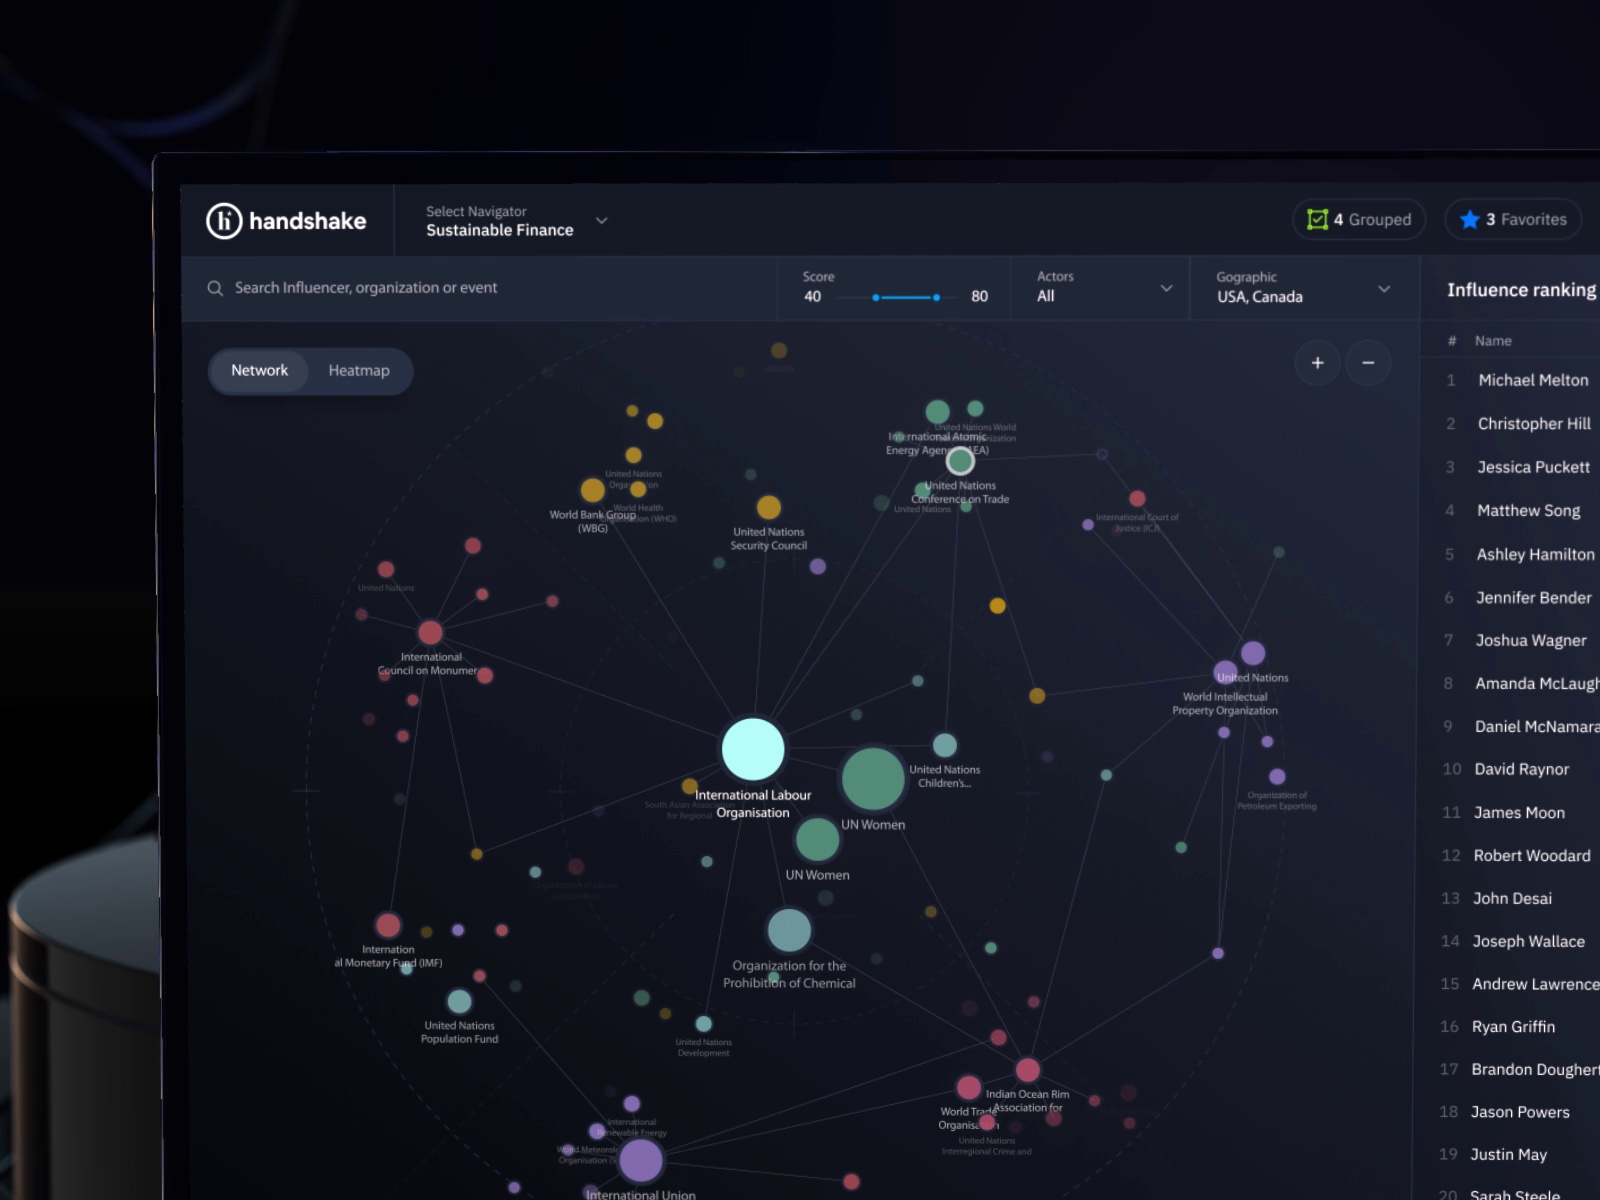 handshake
Select Navigator
Sustainable Finance
4 Grouped
3 Favorites
Search Influencer, organization or event
Score
40
80
Actors
All
Gographic
USA, Canada
Influence ranking
Network
Heatmap
+
−
# Name
1 Michael Melton
2 Christopher Hill
3 Jessica Puckett
4 Matthew Song
5 Ashley Hamilton
6 Jennifer Bender
7 Joshua Wagner
8 Amanda McLaugh
9 Daniel McNamara
10 David Raynor
11 James Moon
12 Robert Woodard
13 John Desai
14 Joseph Wallace
15 Andrew Lawrence
16 Ryan Griffin
17 Brandon Dougher
18 Jason Powers
19 Justin May
20 Sarah Steele
United Nations World
International Atomic
Energy Agency
United Nations
Conference on Trade
United Nations
United Nations
World Health
World Bank Group
(WBG)
United Nations
Security Council
International Court of
Justice (ICJ)
United Nations
International
Council on Monumen
United Nations
World Intellectual
Property Organization
International Labour
Organisation
South Asian Association
for Regional
United Nations
Children's...
UN Women
UN Women
Organization of
Petroleum Exporting
Internation
al Monetary Fund (IMF)
Organization for the
Prohibition of Chemical
United Nations
Population Fund
United Nations
Development
Indian Ocean Rim
Association for
World Trade
Organisation
United Nations
Interregional Crime and
International
Renewable Energy
World Meteorol
Organisation
International Union